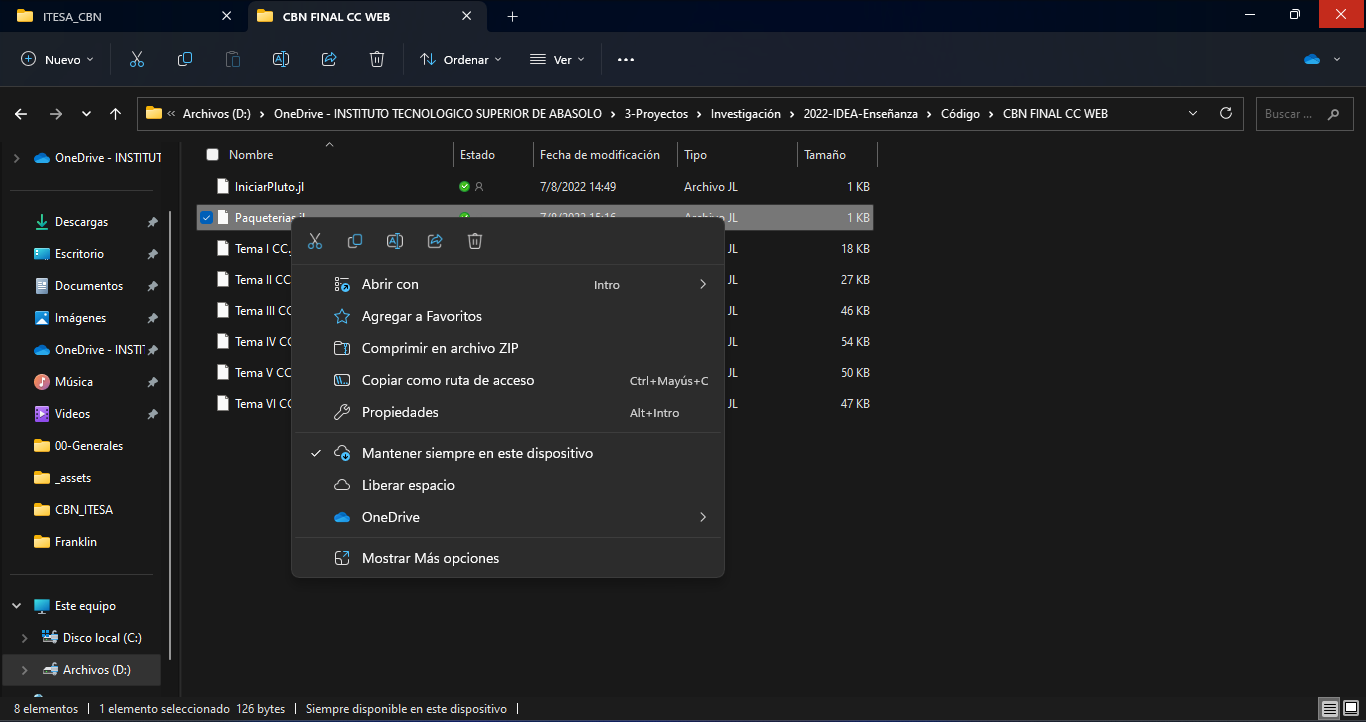 ITESA_CBN
CBN FINAL CC WEB
Nuevo
Ordenar
Ver
« Archivos (D:) > OneDrive - INSTITUTO TECNOLOGICO SUPERIOR DE ABASOLO > 3-Proyectos > Investigación > 2022-IDEA-Enseñanza > Código > CBN FINAL CC WEB
Buscar ...
OneDrive - INSTITUT
Descargas
Escritorio
Documentos
Imágenes
OneDrive - INSTIT
Música
Videos
00-Generales
_assets
CBN_ITESA
Franklin
Este equipo
Disco local (C:)
Archivos (D:)
Nombre Estado Fecha de modificación Tipo Tamaño
IniciarPluto.jl 7/8/2022 14:49 Archivo JL 1 KB
Paqueterias.jl 7/8/2022 15:16 Archivo JL 1 KB
Tema I CC. JL 18 KB
Tema II CC JL 27 KB
Tema III CC JL 46 KB
Tema IV CC JL 54 KB
Tema V CC JL 50 KB
Tema VI CC JL 47 KB
Abrir con Intro
Agregar a Favoritos
Comprimir en archivo ZIP
Copiar como ruta de acceso Ctrl+Mayús+C
Propiedades Alt+Intro
Mantener siempre en este dispositivo
Liberar espacio
OneDrive
Mostrar Más opciones
8 elementos | 1 elemento seleccionado 126 bytes | Siempre disponible en este dispositivo |